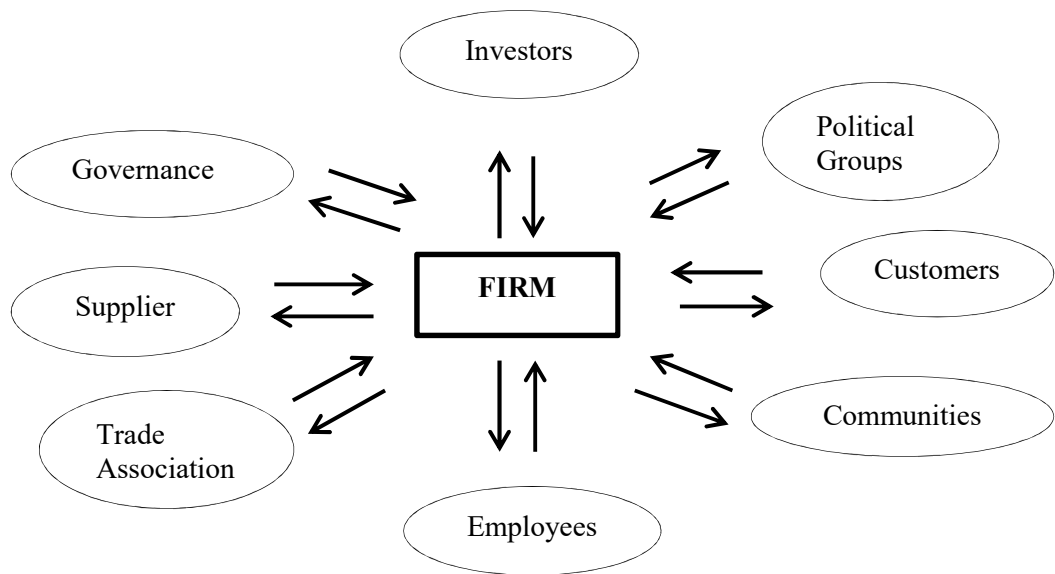 Investors
Political
Groups
Governance
Customers
FIRM
Supplier
Communities
Trade
Association
Employees